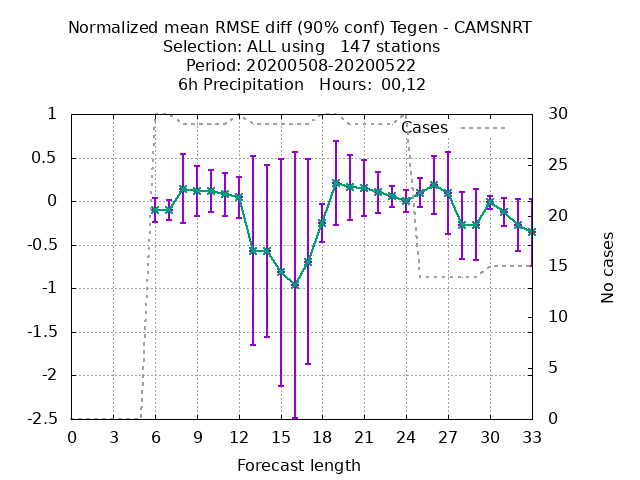 Normalized mean RMSE diff (90% conf) Tegen - CAMSNRT
Selection: ALL using   147 stations
Period: 20200508-20200522
6h Precipitation   Hours:  00,12
Cases
1
0.5
0
-0.5
-1
-1.5
-2
-2.5
30
25
20
15
10
5
0
No cases
0 3 6 9 12 15 18 21 24 27 30 33
Forecast length